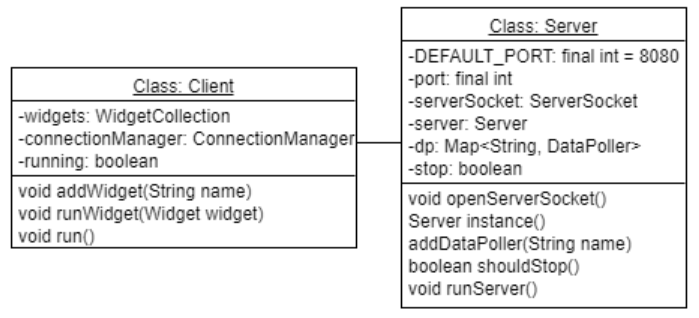 Class: Client
-widgets: WidgetCollection
-connectionManager: ConnectionManager
-running: boolean
void addWidget(String name)
void runWidget(Widget widget)
void run()
Class: Server
-DEFAULT_PORT: final int = 8080
-port: final int
-serverSocket: ServerSocket
-server: Server
-dp: Map<String, DataPoller>
-stop: boolean
void openServerSocket()
Server instance()
addDataPoller(String name)
boolean shouldStop()
void runServer()